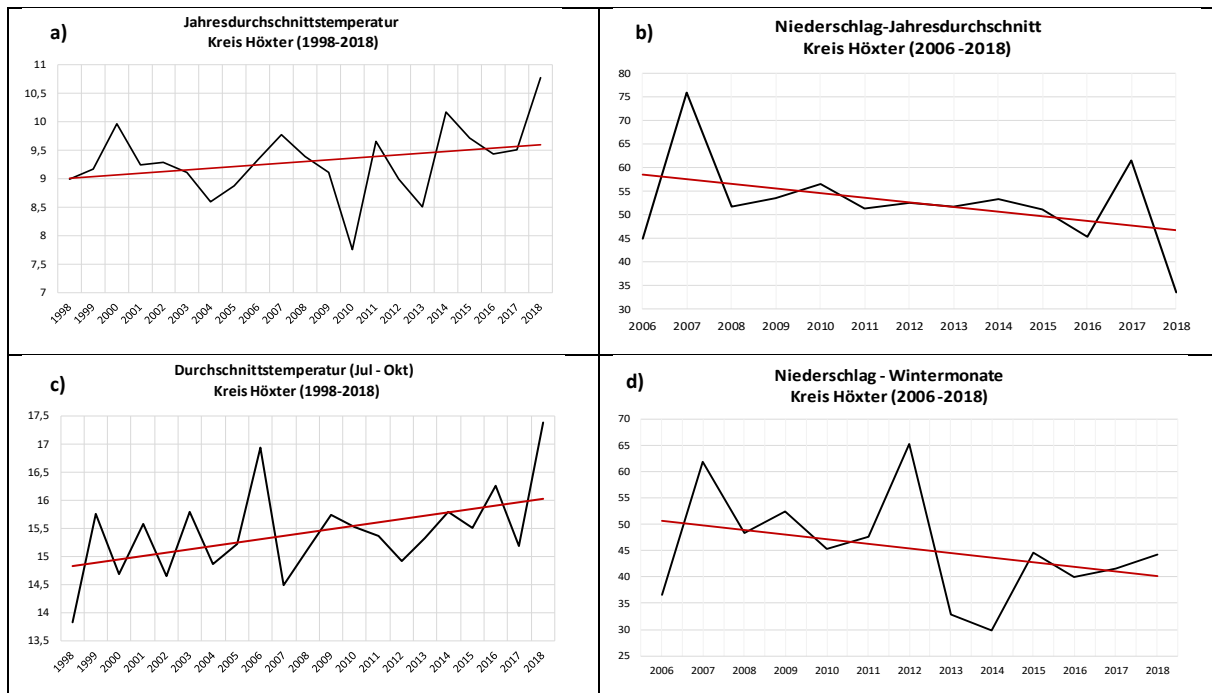 a)
Jahresdurchschnittstemperatur
Kreis Höxter (1998-2018)
11
10,5
10
9,5
9
8,5
8
7,5
7
1998 1999 2000 2001 2002 2003 2004 2005 2006 2007 2008 2009 2010 2011 2012 2013 2014 2015 2016 2017 2018
b)
Niederschlag-Jahresdurchschnitt
Kreis Höxter (2006 -2018)
80
75
70
65
60
55
50
45
40
35
30
2006 2007 2008 2009 2010 2011 2012 2013 2014 2015 2016 2017 2018
c)
Durchschnittstemperatur (Jul - Okt)
Kreis Höxter (1998-2018)
17,5
17
16,5
16
15,5
15
14,5
14
13,5
1998 1999 2000 2001 2002 2003 2004 2005 2006 2007 2008 2009 2010 2011 2012 2013 2014 2015 2016 2017 2018
d)
Niederschlag - Wintermonate
Kreis Höxter (2006 -2018)
70
65
60
55
50
45
40
35
30
25
2006 2007 2008 2009 2010 2011 2012 2013 2014 2015 2016 2017 2018